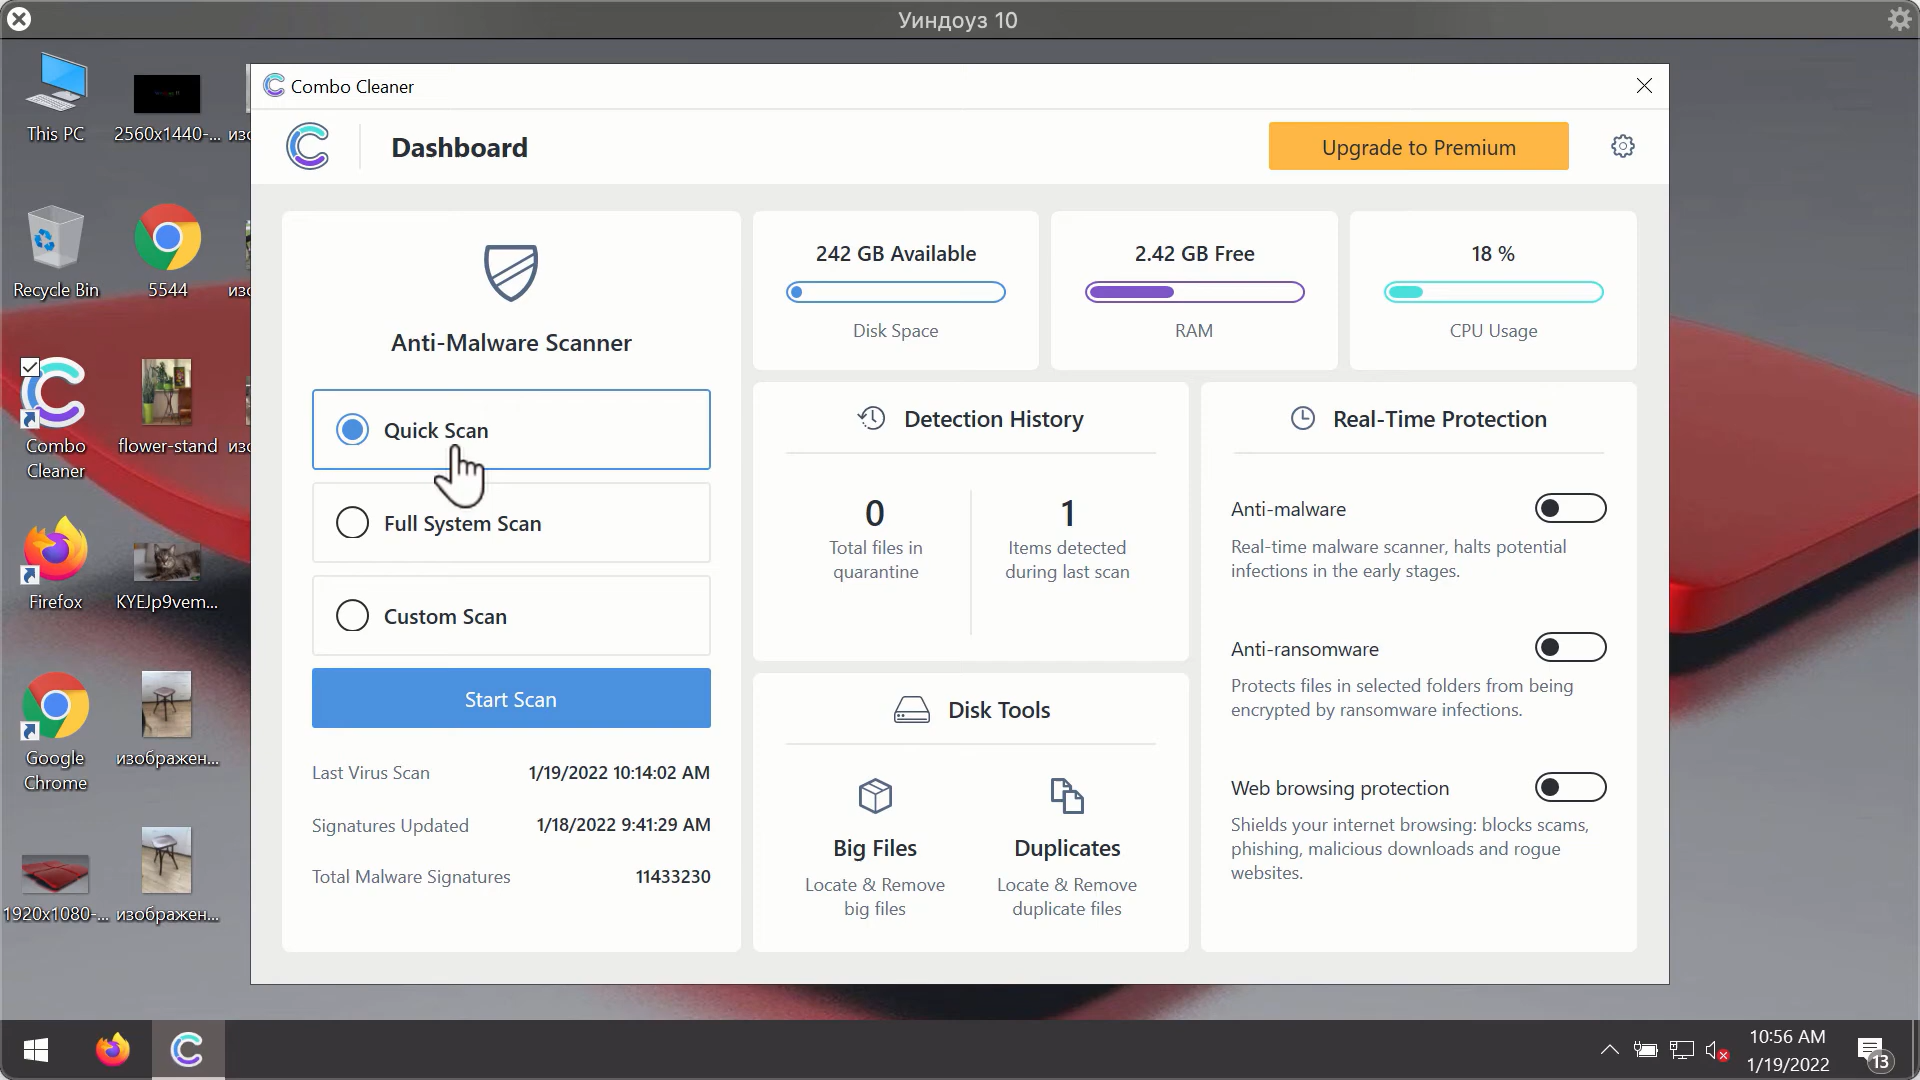 Уиндоуз 10
This PC
2560x1440-...
Recycle Bin
5544
Combo
Cleaner
flower-stand
Firefox
KYEJp9vem...
Google
Chrome
изображен...
1920x1080-...
изображен...
Combo Cleaner
Dashboard
Upgrade to Premium
Anti-Malware Scanner
Quick Scan
Full System Scan
Custom Scan
Start Scan
Last Virus Scan 1/19/2022 10:14:02 AM
Signatures Updated 1/18/2022 9:41:29 AM
Total Malware Signatures 11433230
242 GB Available
Disk Space
2.42 GB Free
RAM
18 %
CPU Usage
Detection History
0
Total files in
quarantine
1
Items detected
during last scan
Disk Tools
Big Files
Locate & Remove
big files
Duplicates
Locate & Remove
duplicate files
Real-Time Protection
Anti-malware
Real-time malware scanner, halts potential
infections in the early stages.
Anti-ransomware
Protects files in selected folders from being
encrypted by ransomware infections.
Web browsing protection
Shields your internet browsing: blocks scams,
phishing, malicious downloads and rogue
websites.
10:56 AM
1/19/2022
13